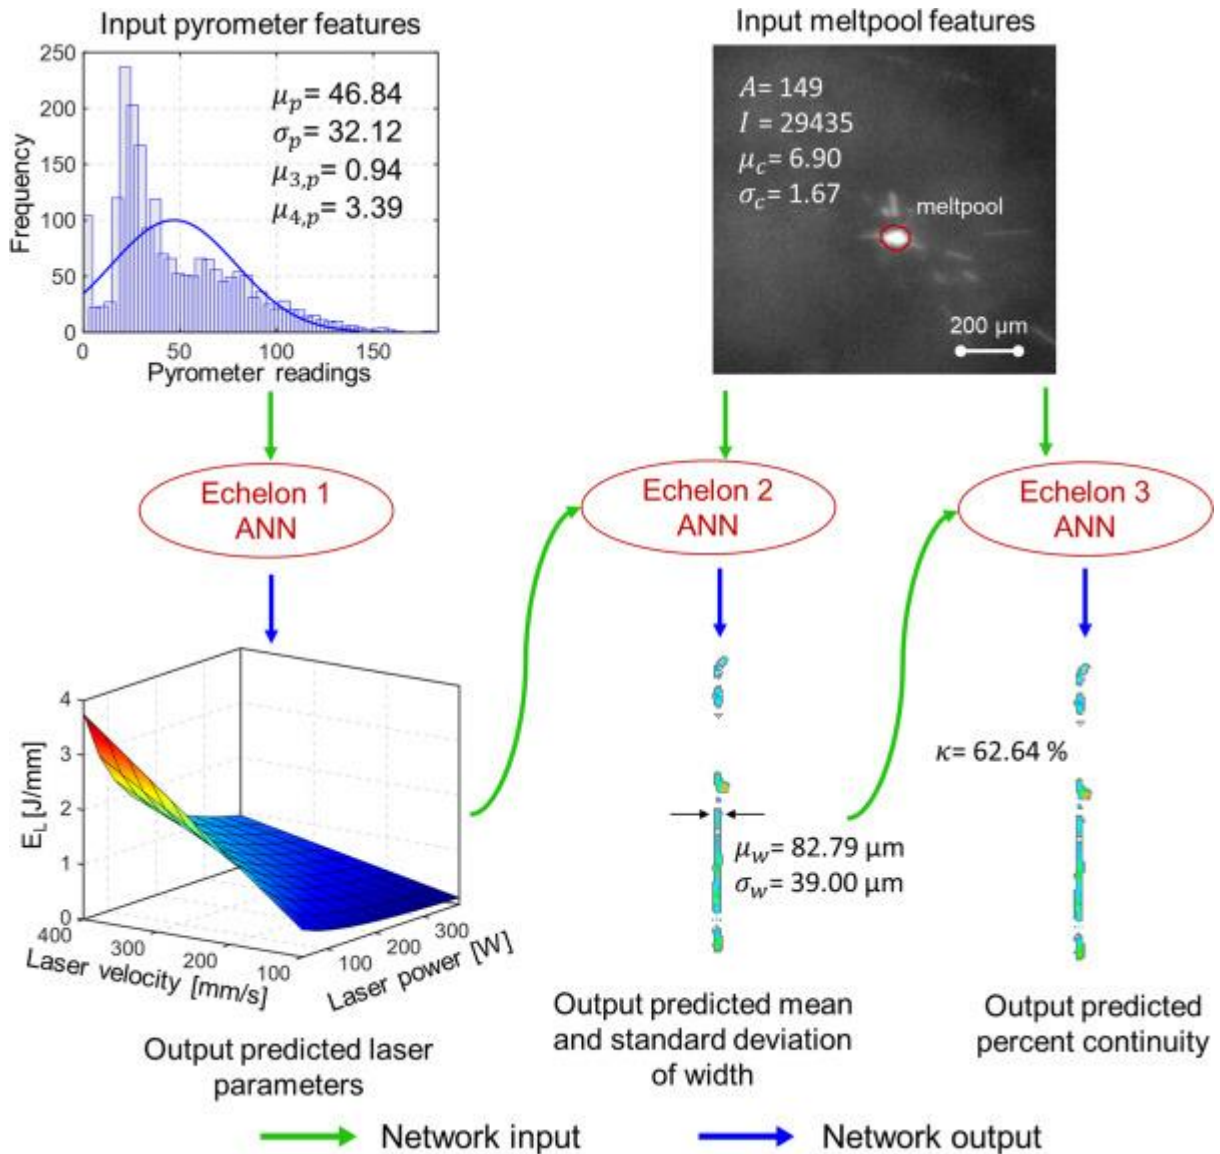 Input pyrometer features
250
200
150
100
50
0
Frequency
μₚ= 46.84
σₚ= 32.12
μ₃,ₚ= 0.94
μ₄,ₚ= 3.39
0 50 100 150
Pyrometer readings
Input meltpool features
A= 149
I = 29435
μ_c= 6.90
σ_c= 1.67
meltpool
200 μm
Echelon 1
ANN
Echelon 2
ANN
Echelon 3
ANN
4
3
2
1
0
E_L [J/mm]
400 300 200 100
Laser velocity [mm/s]
100 200 300
Laser power [W]
Output predicted laser
parameters
μ_w= 82.79 μm
σ_w= 39.00 μm
Output predicted mean
and standard deviation
of width
κ= 62.64 %
Output predicted
percent continuity
Network input
Network output